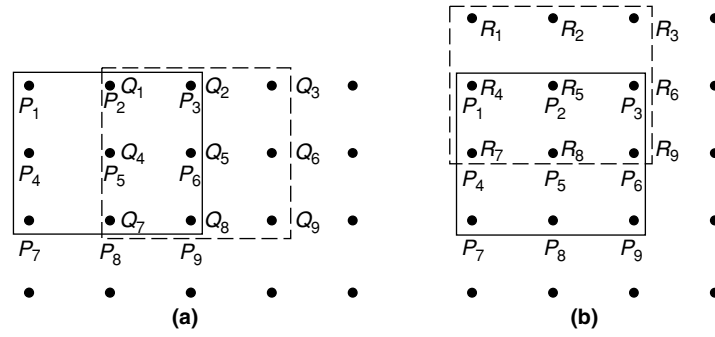 R1 R2 R3
Q1 Q2 Q3 R4 R5 R6
P1 P2 P3 P1 P2 P3
Q4 Q5 Q6 R7 R8 R9
P4 P5 P6 P4 P5 P6
Q7 Q8 Q9
P7 P8 P9 P7 P8 P9
(a) (b)